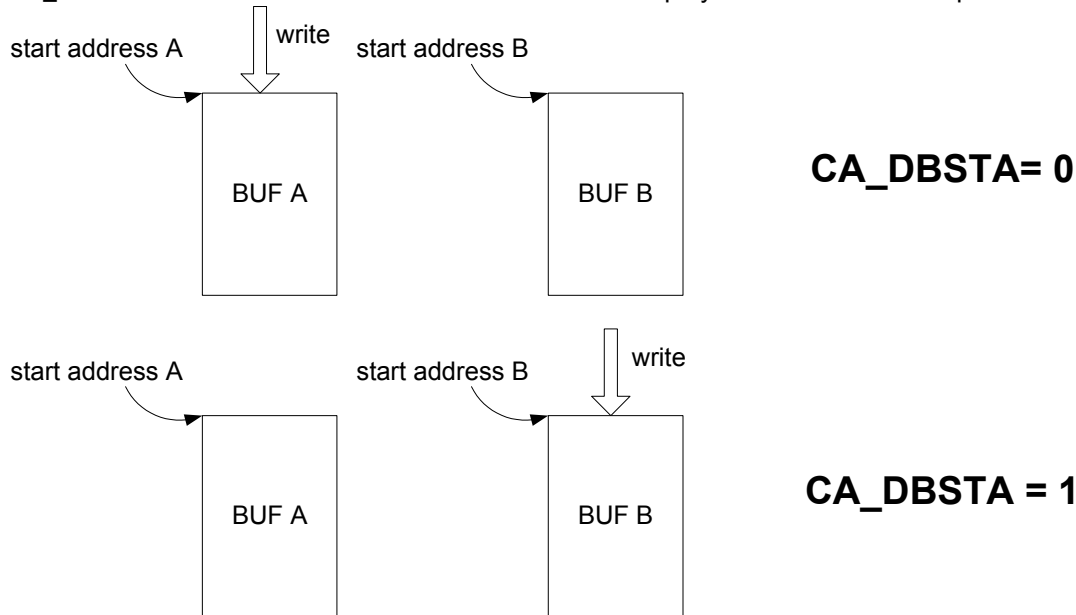 write
start address A
start address B
BUF A
BUF B
CA_DBSTA= 0
write
start address A
start address B
BUF A
BUF B
CA_DBSTA = 1